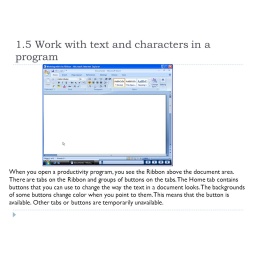 1.5 Work with text and characters in a
program
When you open a productivity program, you see the Ribbon above the document area.
There are tabs on the Ribbon and groups of buttons on the tabs. The Home tab contains
buttons that you can use to change the way the text in a document looks. The backgrounds
of some buttons change color when you point to them. This means that the button is
available. Other tabs or buttons are temporarily unavailable.